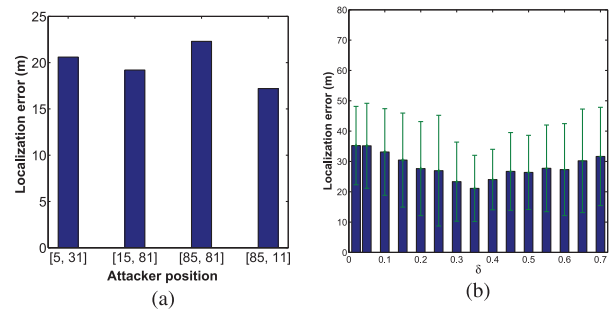 25
20
15
10
5
0
Localization error (m)
[5, 31] [15, 81] [85, 81] [85, 11]
Attacker position
(a)
80
70
60
50
40
30
20
10
0
Localization error (m)
0 0.1 0.2 0.3 0.4 0.5 0.6 0.7
δ
(b)